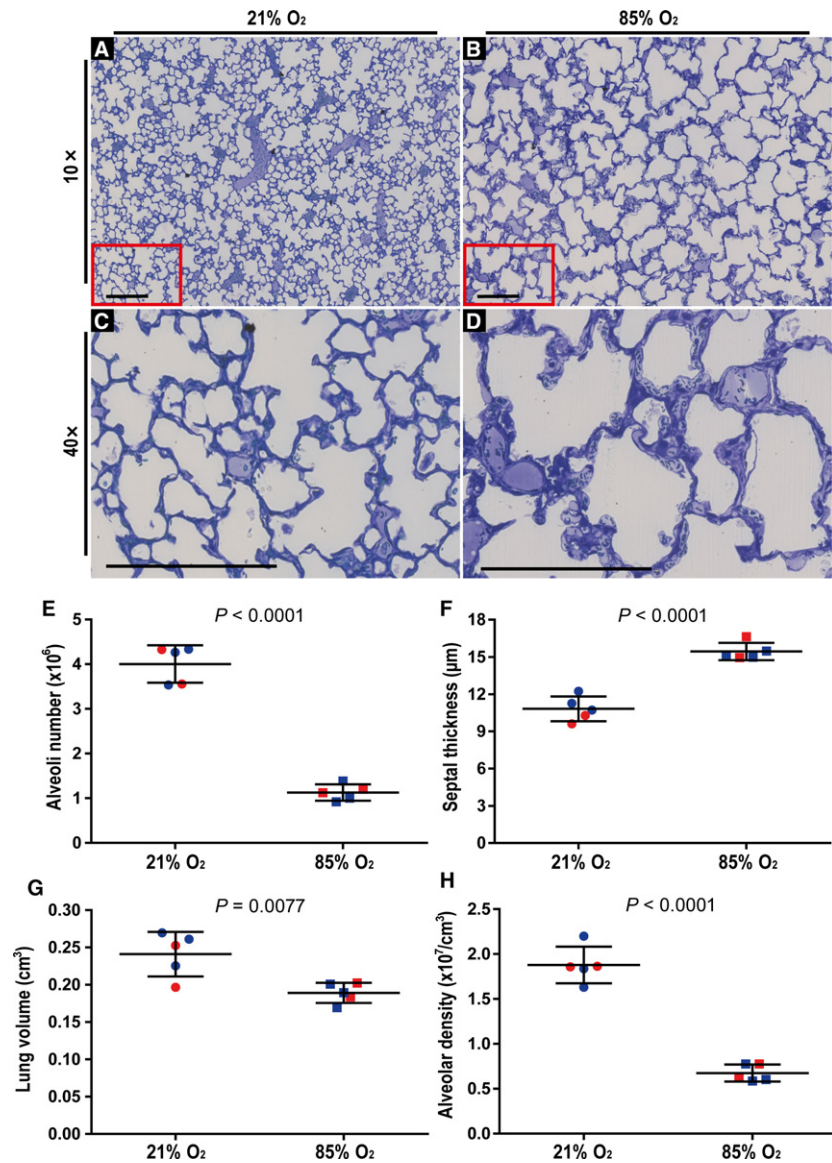 21% O₂ 85% O₂
A B
10 ×
C D
40×
E F
P < 0.0001 P < 0.0001
Alveoli number (x10⁶)
5
4
3
2
1
0
21% O₂ 85% O₂
Septal thickness (µm)
18
15
12
9
6
3
0
21% O₂ 85% O₂
G H
P = 0.0077 P < 0.0001
Lung volume (cm³)
0.30
0.25
0.20
0.15
0.10
0.05
0.00
21% O₂ 85% O₂
Alveolar density (x10⁷/cm³)
2.5
2.0
1.5
1.0
0.5
0.0
21% O₂ 85% O₂